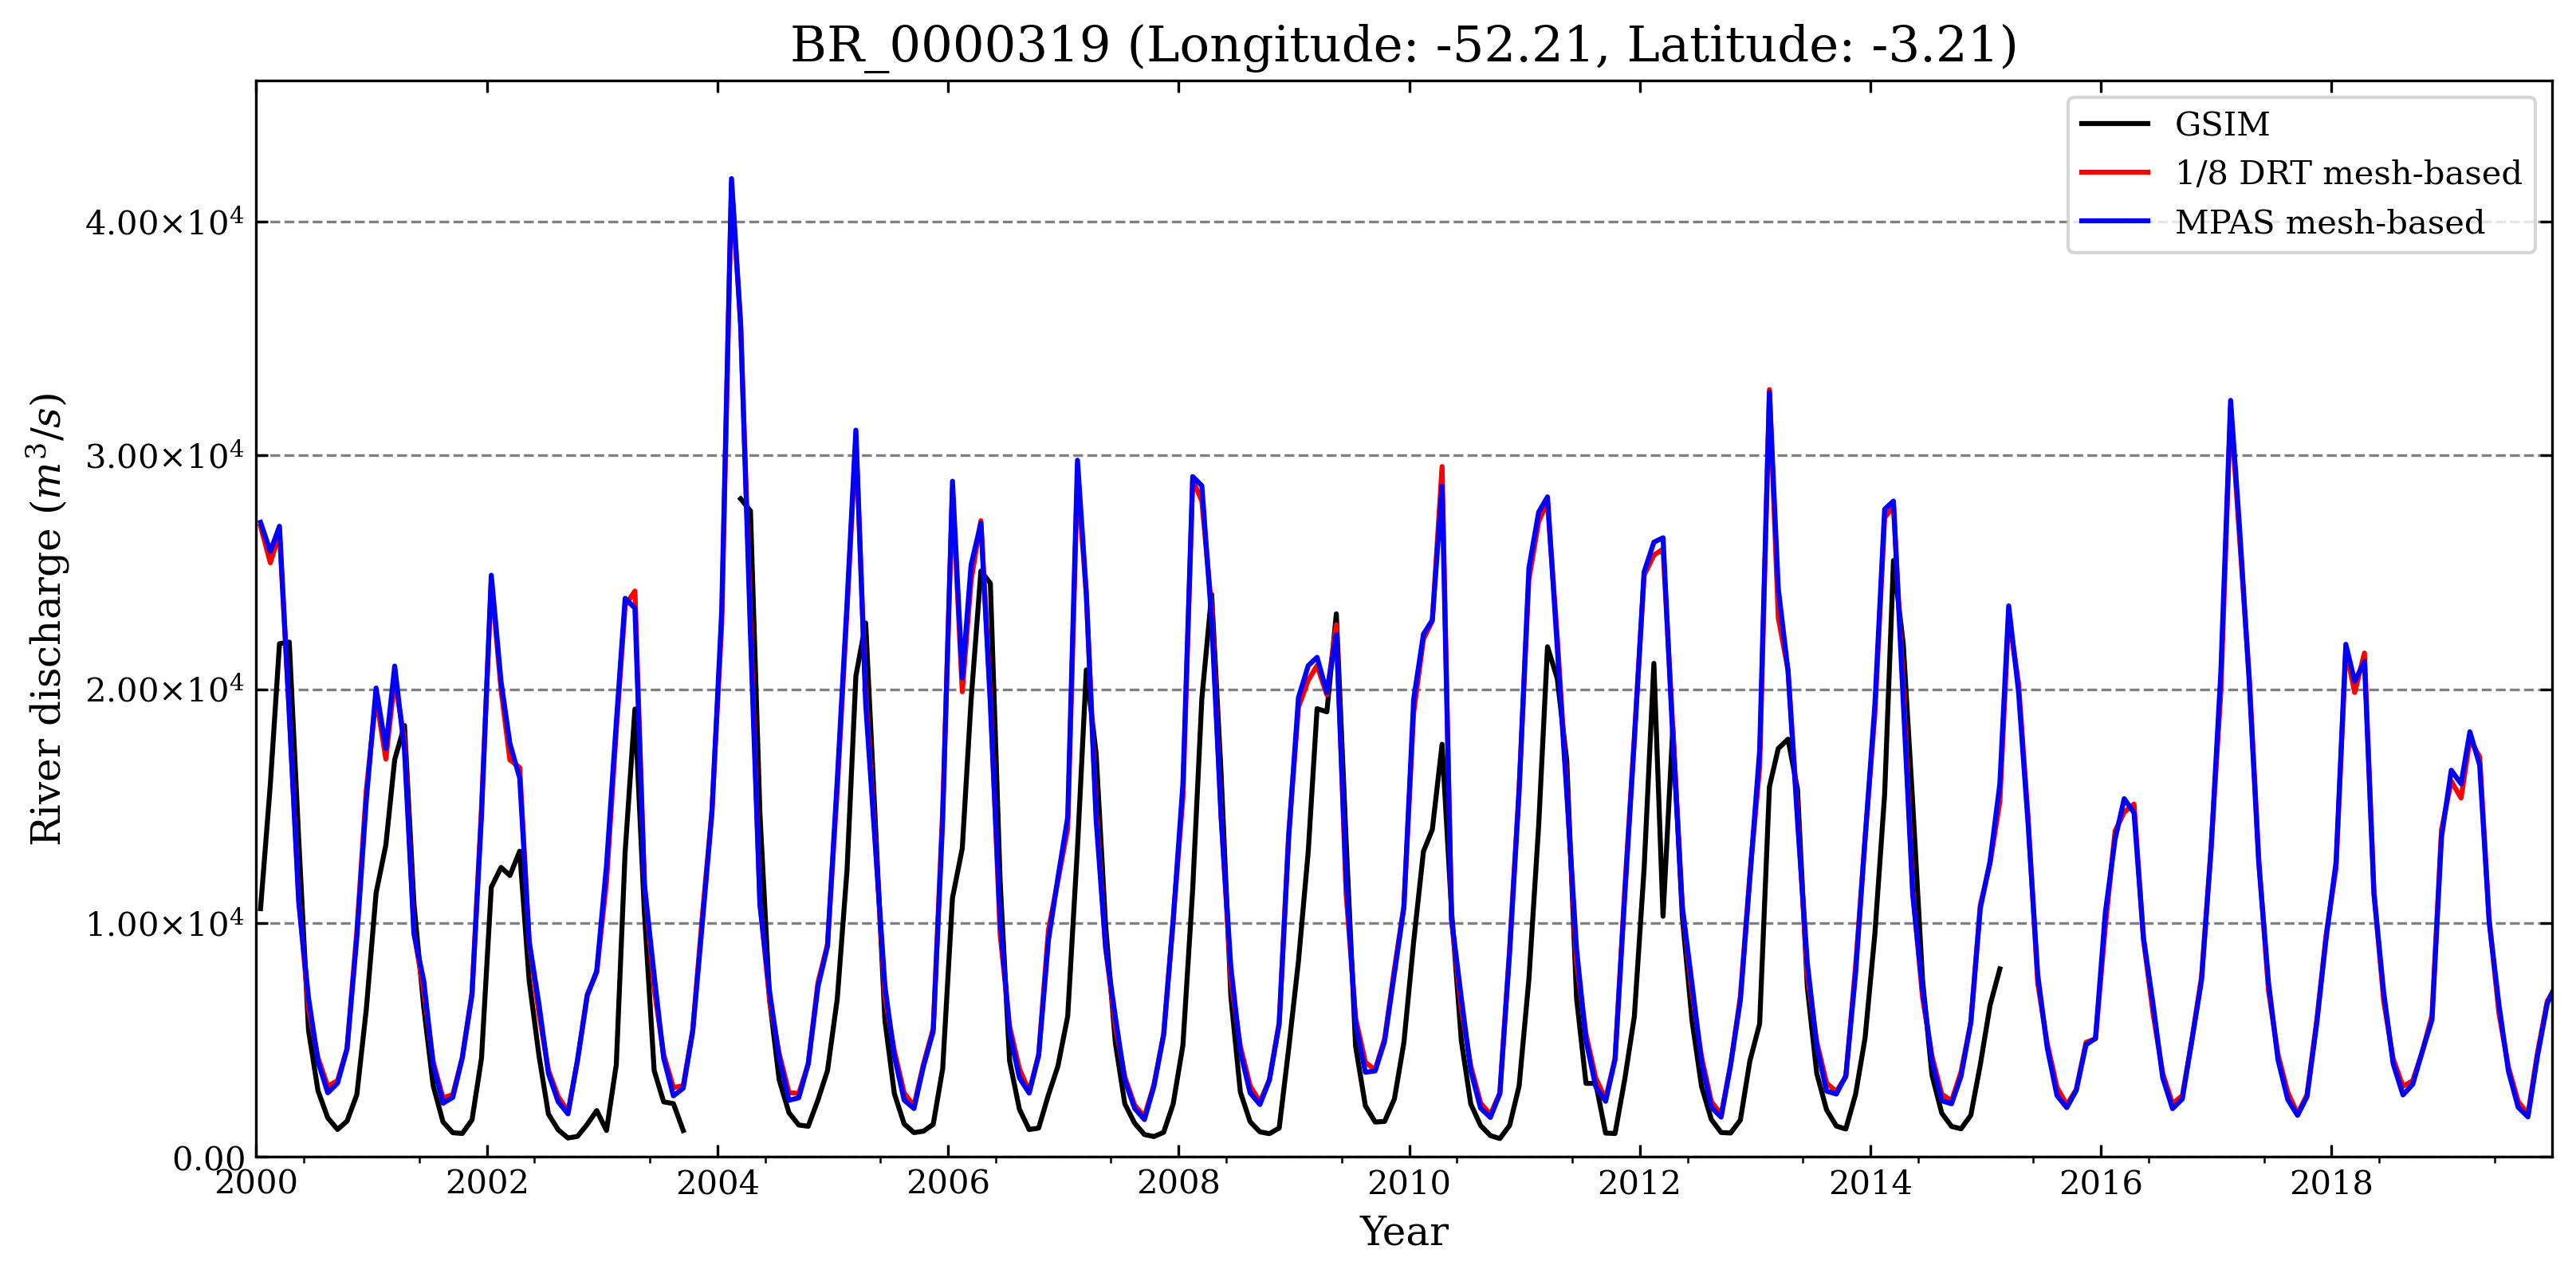 BR_0000319 (Longitude: -52.21, Latitude: -3.21)
GSIM
1/8 DRT mesh-based
MPAS mesh-based
River discharge (m³/s)
4.00×10⁴
3.00×10⁴
2.00×10⁴
1.00×10⁴
0.00
2000 2002 2004 2006 2008 2010 2012 2014 2016 2018
Year